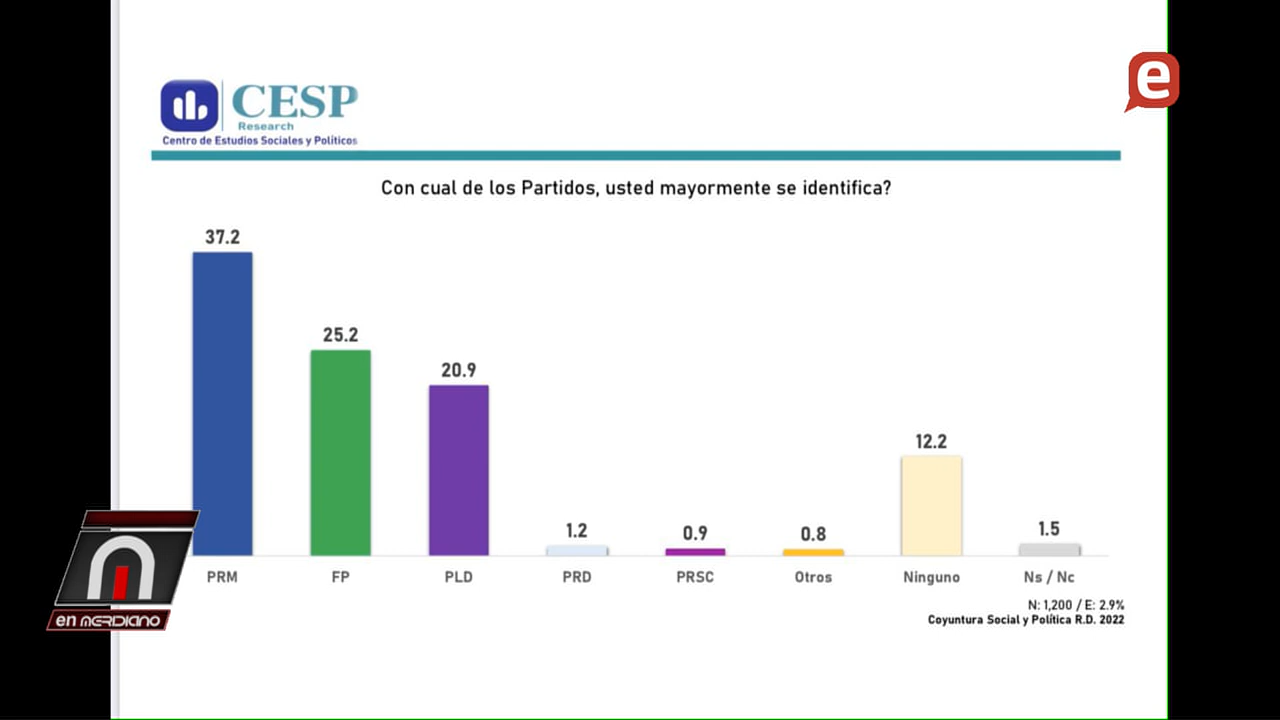 e
CESP
Research
Centro de Estudios Sociales y Políticos
Con cual de los Partidos, usted mayormente se identifica?
37.2
25.2
20.9
1.2
0.9
0.8
12.2
1.5
PRM
FP
PLD
PRD
PRSC
Otros
Ninguno
Ns / Nc
N: 1,200 / E: 2.9%
Coyuntura Social y Política R.D. 2022
en MERIDIANO